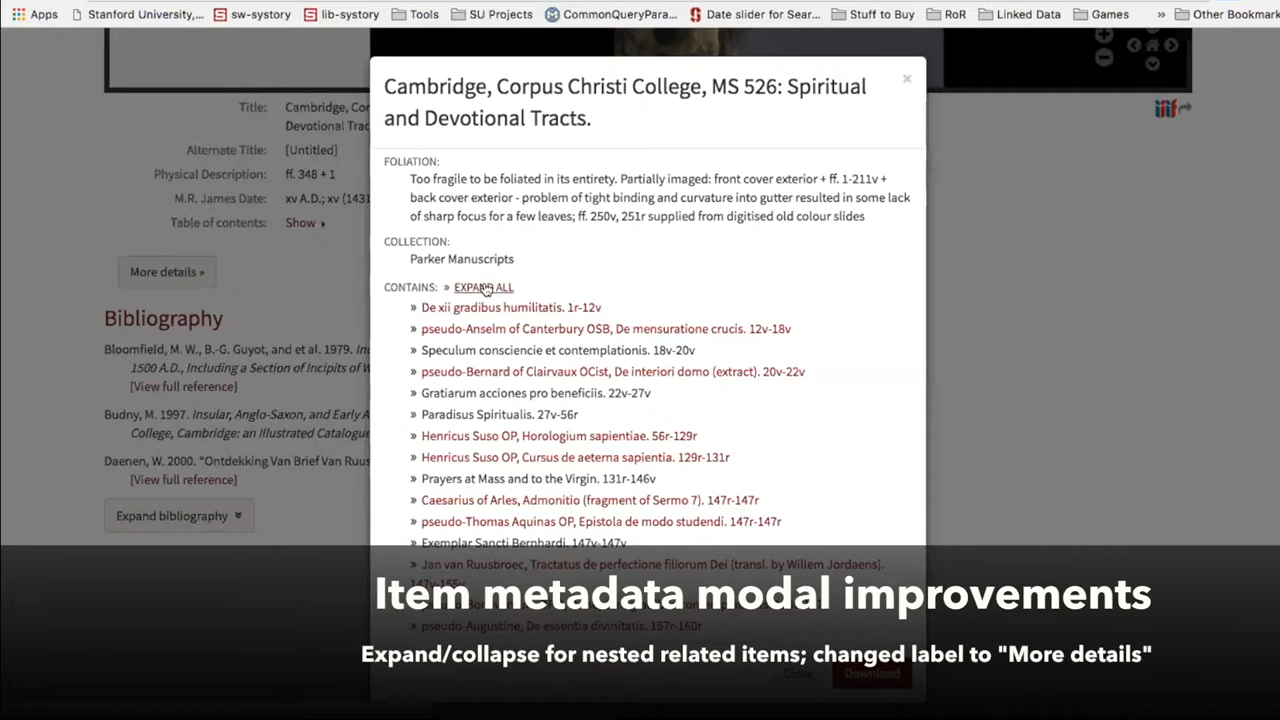 Apps Stanford University,... sw-systory lib-systory Tools SU Projects CommonQueryPara... Date slider for Sear... Stuff to Buy RoR Linked Data Games » Other Bookmark
Cambridge, Corpus Christi College, MS 526: Spiritual
and Devotional Tracts.
×
Title: Cambridge, Cor
Devotional Trac
Alternate Title: [Untitled]
Physical Description: ff. 348 + 1
M.R. James Date: xv A.D.; xv (1431
Table of contents: Show
More details »
Bibliography
Bloomfield, M. W., B.-G. Guyot, and et al. 1979. In
1500 A.D., Including a Section of Incipits of W
[View full reference]
Budny, M. 1997. Insular, Anglo-Saxon, and Early A
College, Cambridge: an Illustrated Catalogue
Daenen, W. 2000. “Ontdekking Van Brief Van Ruus
[View full reference]
Expand bibliography
iiif
FOLIATION:
Too fragile to be foliated in its entirety. Partially imaged: front cover exterior + ff. 1-211v +
back cover exterior - problem of tight binding and curvature into gutter resulted in some lack
of sharp focus for a few leaves; ff. 250v, 251r supplied from digitised old colour slides
COLLECTION:
Parker Manuscripts
CONTAINS: » EXPAND ALL
» De xii gradibus humilitatis. 1r-12v
» pseudo-Anselm of Canterbury OSB, De mensuratione crucis. 12v-18v
» Speculum consciencie et contemplationis. 18v-20v
» pseudo-Bernard of Clairvaux OCist, De interiori domo (extract). 20v-22v
» Gratiarum acciones pro beneficiis. 22v-27v
» Paradisus Spiritualis. 27v-56r
» Henricus Suso OP, Horologium sapientiae. 56r-129r
» Henricus Suso OP, Cursus de aeterna sapientia. 129r-131r
» Prayers at Mass and to the Virgin. 131r-146v
» Caesarius of Arles, Admonitio (fragment of Sermo 7). 147r-147r
» pseudo-Thomas Aquinas OP, Epistola de modo studendi. 147r-147r
» Exemplar Sancti Bernhardi. 147v-147v
» Jan van Ruusbroec, Tractatus de perfectione filiorum Dei (transl. by Willem Jordaens).
147v-155v
» pseudo-Augustine, De essentia divinitatis. 157r-160r
Close Download
Item metadata modal improvements
Expand/collapse for nested related items; changed label to "More details"